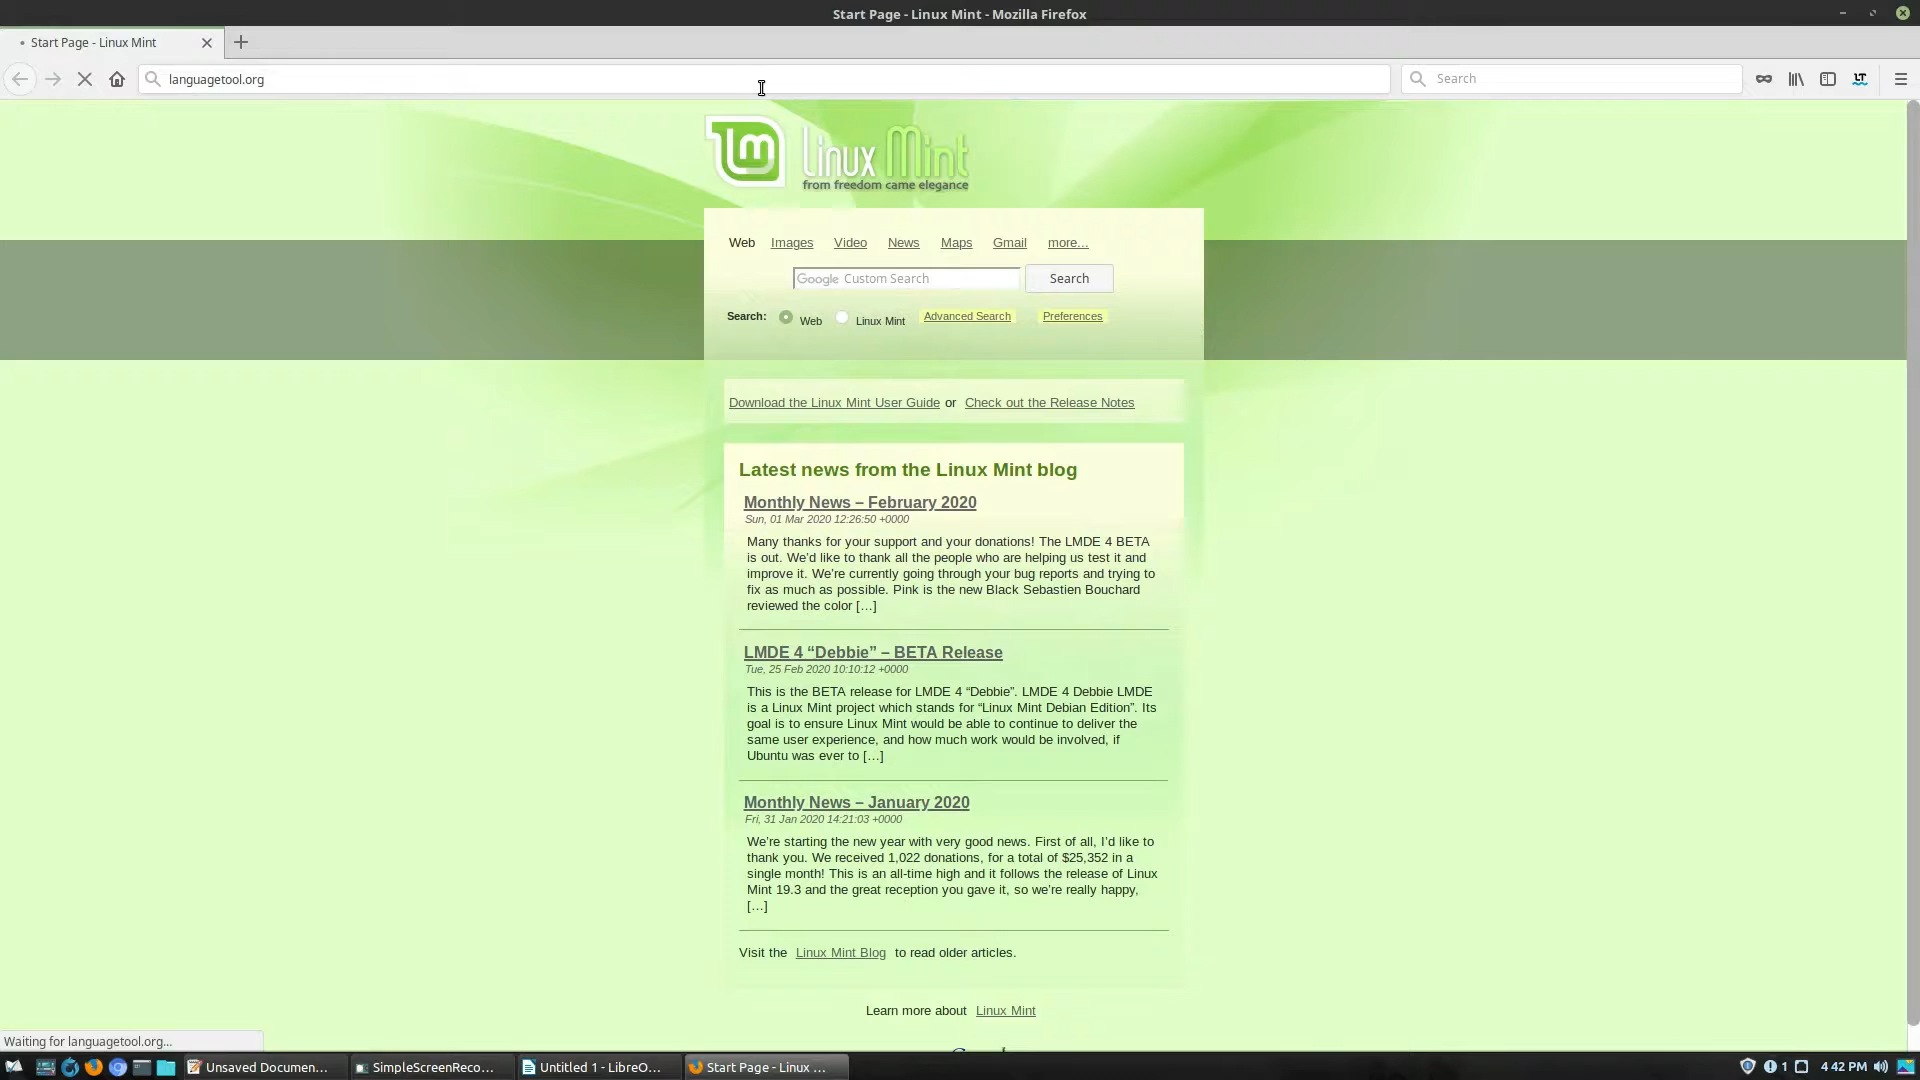 Start Page - Linux Mint - Mozilla Firefox
Start Page - Linux Mint
languagetool.org
Search
LT
lm Linux Mint
from freedom came elegance
Web Images Video News Maps Gmail more...
Google Custom Search Search
Search: Web Linux Mint Advanced Search Preferences
Download the Linux Mint User Guide or Check out the Release Notes
Latest news from the Linux Mint blog
Monthly News – February 2020
Sun, 01 Mar 2020 12:26:50 +0000
Many thanks for your support and your donations! The LMDE 4 BETA
is out. We’d like to thank all the people who are helping us test it and
improve it. We’re currently going through your bug reports and trying to
fix as much as possible. Pink is the new Black Sebastien Bouchard
reviewed the color […]
LMDE 4 “Debbie” – BETA Release
Tue, 25 Feb 2020 10:10:12 +0000
This is the BETA release for LMDE 4 “Debbie”. LMDE 4 Debbie LMDE
is a Linux Mint project which stands for “Linux Mint Debian Edition”. Its
goal is to ensure Linux Mint would be able to continue to deliver the
same user experience, and how much work would be involved, if
Ubuntu was ever to […]
Monthly News – January 2020
Fri, 31 Jan 2020 14:21:03 +0000
We’re starting the new year with very good news. First of all, I’d like to
thank you. We received 1,022 donations, for a total of $25,352 in a
single month! This is an all-time high and it follows the release of Linux
Mint 19.3 and the great reception you gave it, so we’re really happy,
[…]
Visit the Linux Mint Blog to read older articles.
Learn more about Linux Mint
Waiting for languagetool.org...
Unsaved Documen... SimpleScreenReco... Untitled 1 - LibreO... Start Page - Linux ... 1 4:42 PM